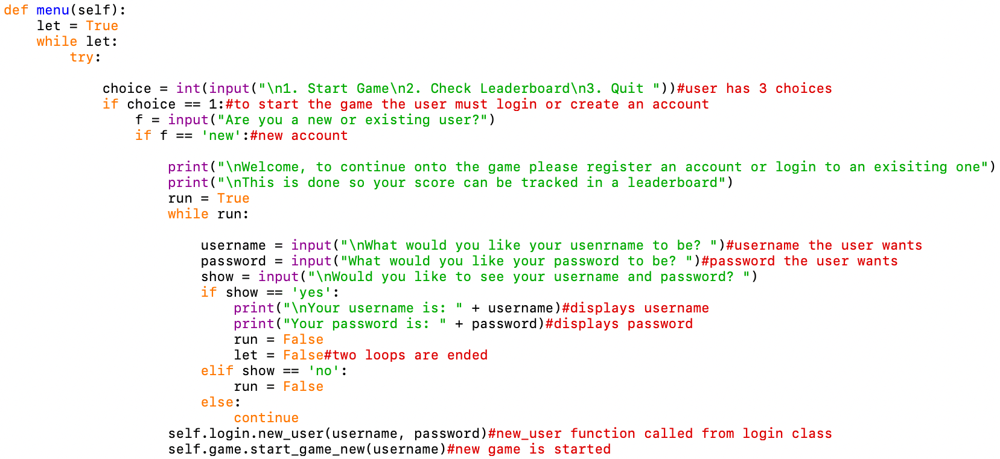 def menu(self):
    let = True
    while let:
        try:

            choice = int(input("\n1. Start Game\n2. Check Leaderboard\n3. Quit "))#user has 3 choices
            if choice == 1:#to start the game the user must login or create an account
                f = input("Are you a new or existing user?")
                if f == 'new':#new account

                    print("\nWelcome, to continue onto the game please register an account or login to an exisiting one")
                    print("\nThis is done so your score can be tracked in a leaderboard")
                    run = True
                    while run:

                        username = input("\nWhat would you like your usenrname to be? ")#username the user wants
                        password = input("What would you like your password to be? ")#password the user wants
                        show = input("\nWould you like to see your username and password? ")
                        if show == 'yes':
                            print("\nYour username is: " + username)#displays username
                            print("Your password is: " + password)#displays password
                            run = False
                            let = False#two loops are ended
                        elif show == 'no':
                            run = False
                        else:
                            continue
                    self.login.new_user(username, password)#new_user function called from login class
                    self.game.start_game_new(username)#new game is started